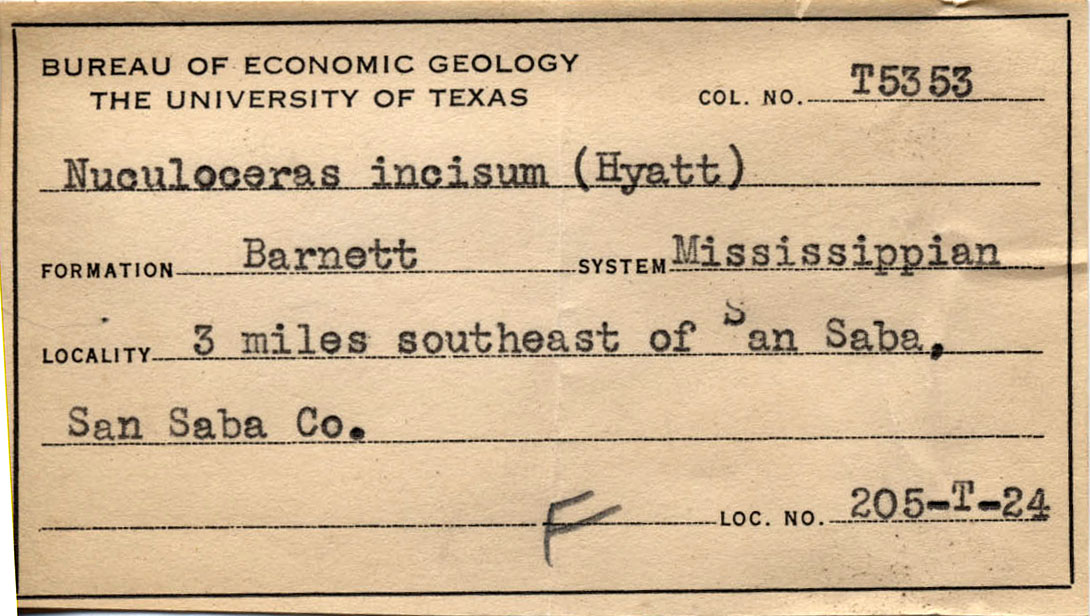 BUREAU OF ECONOMIC GEOLOGY
THE UNIVERSITY OF TEXAS
COL. NO. T5353
Nuculoceras incisum (Hyatt)
FORMATION Barnett SYSTEM Mississippian
LOCALITY 3 miles southeast of San Saba,
San Saba Co.
F
LOC. NO. 205-T-24